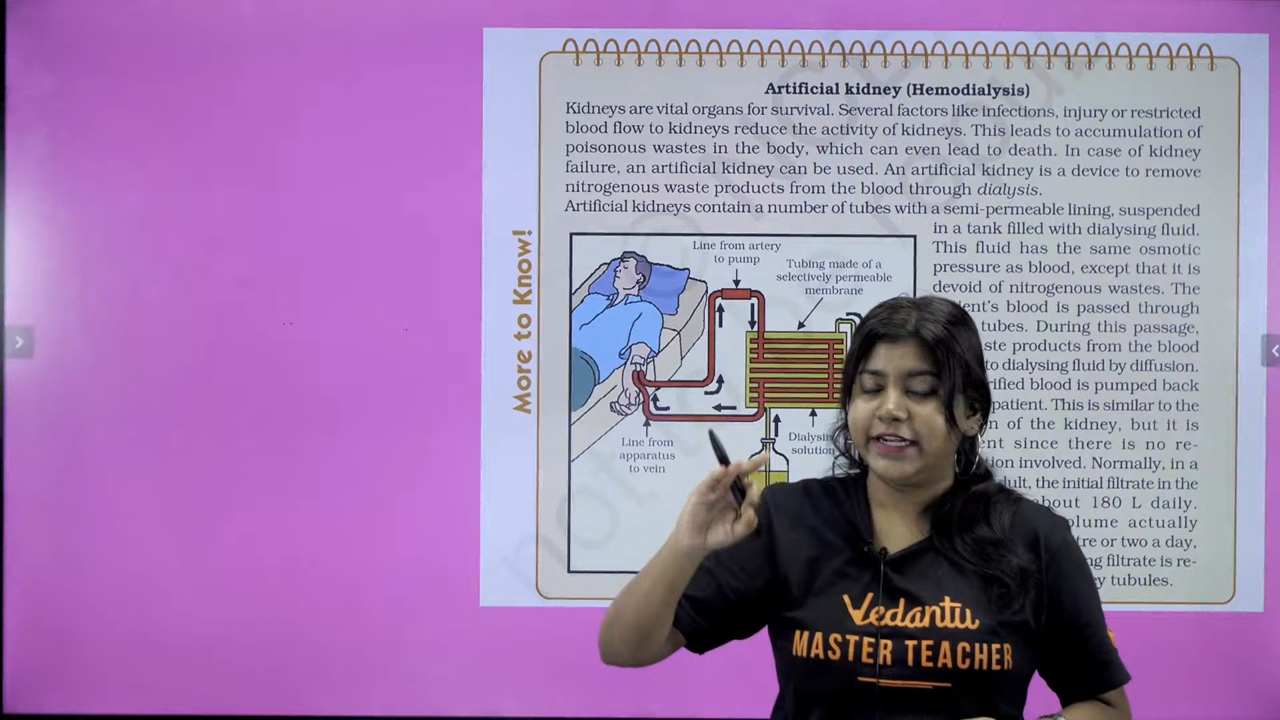 Artificial kidney (Hemodialysis)
Kidneys are vital organs for survival. Several factors like infections, injury or restricted
blood flow to kidneys reduce the activity of kidneys. This leads to accumulation of
poisonous wastes in the body, which can even lead to death. In case of kidney
failure, an artificial kidney can be used. An artificial kidney is a device to remove
nitrogenous waste products from the blood through dialysis.
Artificial kidneys contain a number of tubes with a semi-permeable lining, suspended
in a tank filled with dialysing fluid.
This fluid has the same osmotic
pressure as blood, except that it is
devoid of nitrogenous wastes. The
blood is passed through
tubes. During this passage,
products from the blood
to dialysing fluid by diffusion.
blood is pumped back
patient. This is similar to the
of the kidney, but it is
since there is no re-
involved. Normally, in a
the initial filtrate in the
about 180 L daily.
actually
or two a day,
filtrate is re-
tubules.
More to Know!
Line from artery
to pump
Tubing made of a
selectively permeable
membrane
Line from
apparatus
to vein
solution
Vedantu
MASTER TEACHER